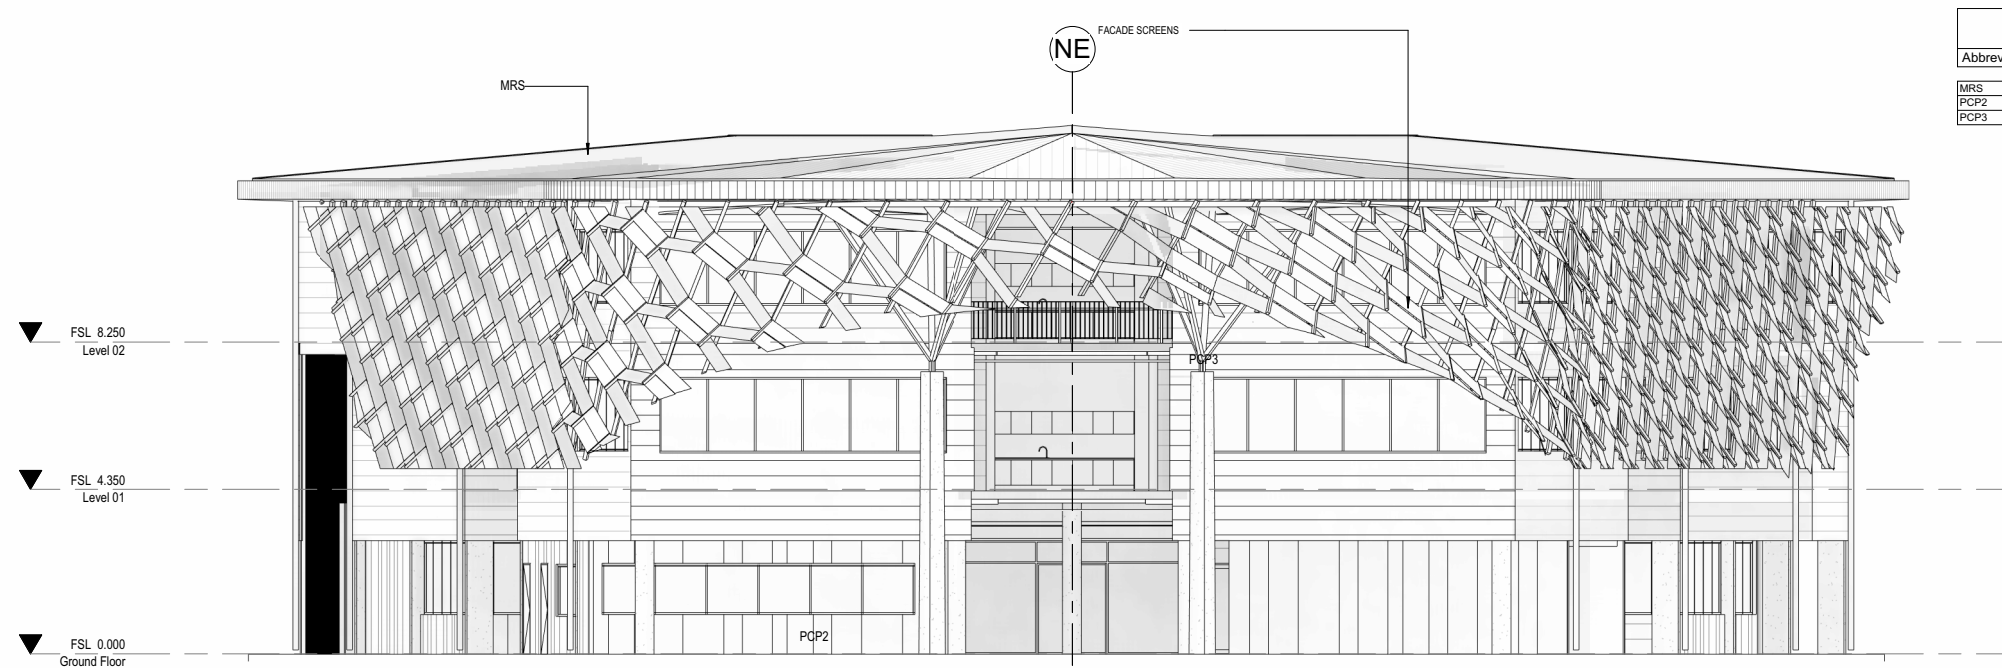 NE
FACADE SCREENS
MRS
Abbrev
MRS
PCP2
PCP3
FSL 8.250
Level 02
PCP3
FSL 4.350
Level 01
PCP2
FSL 0.000
Ground Floor